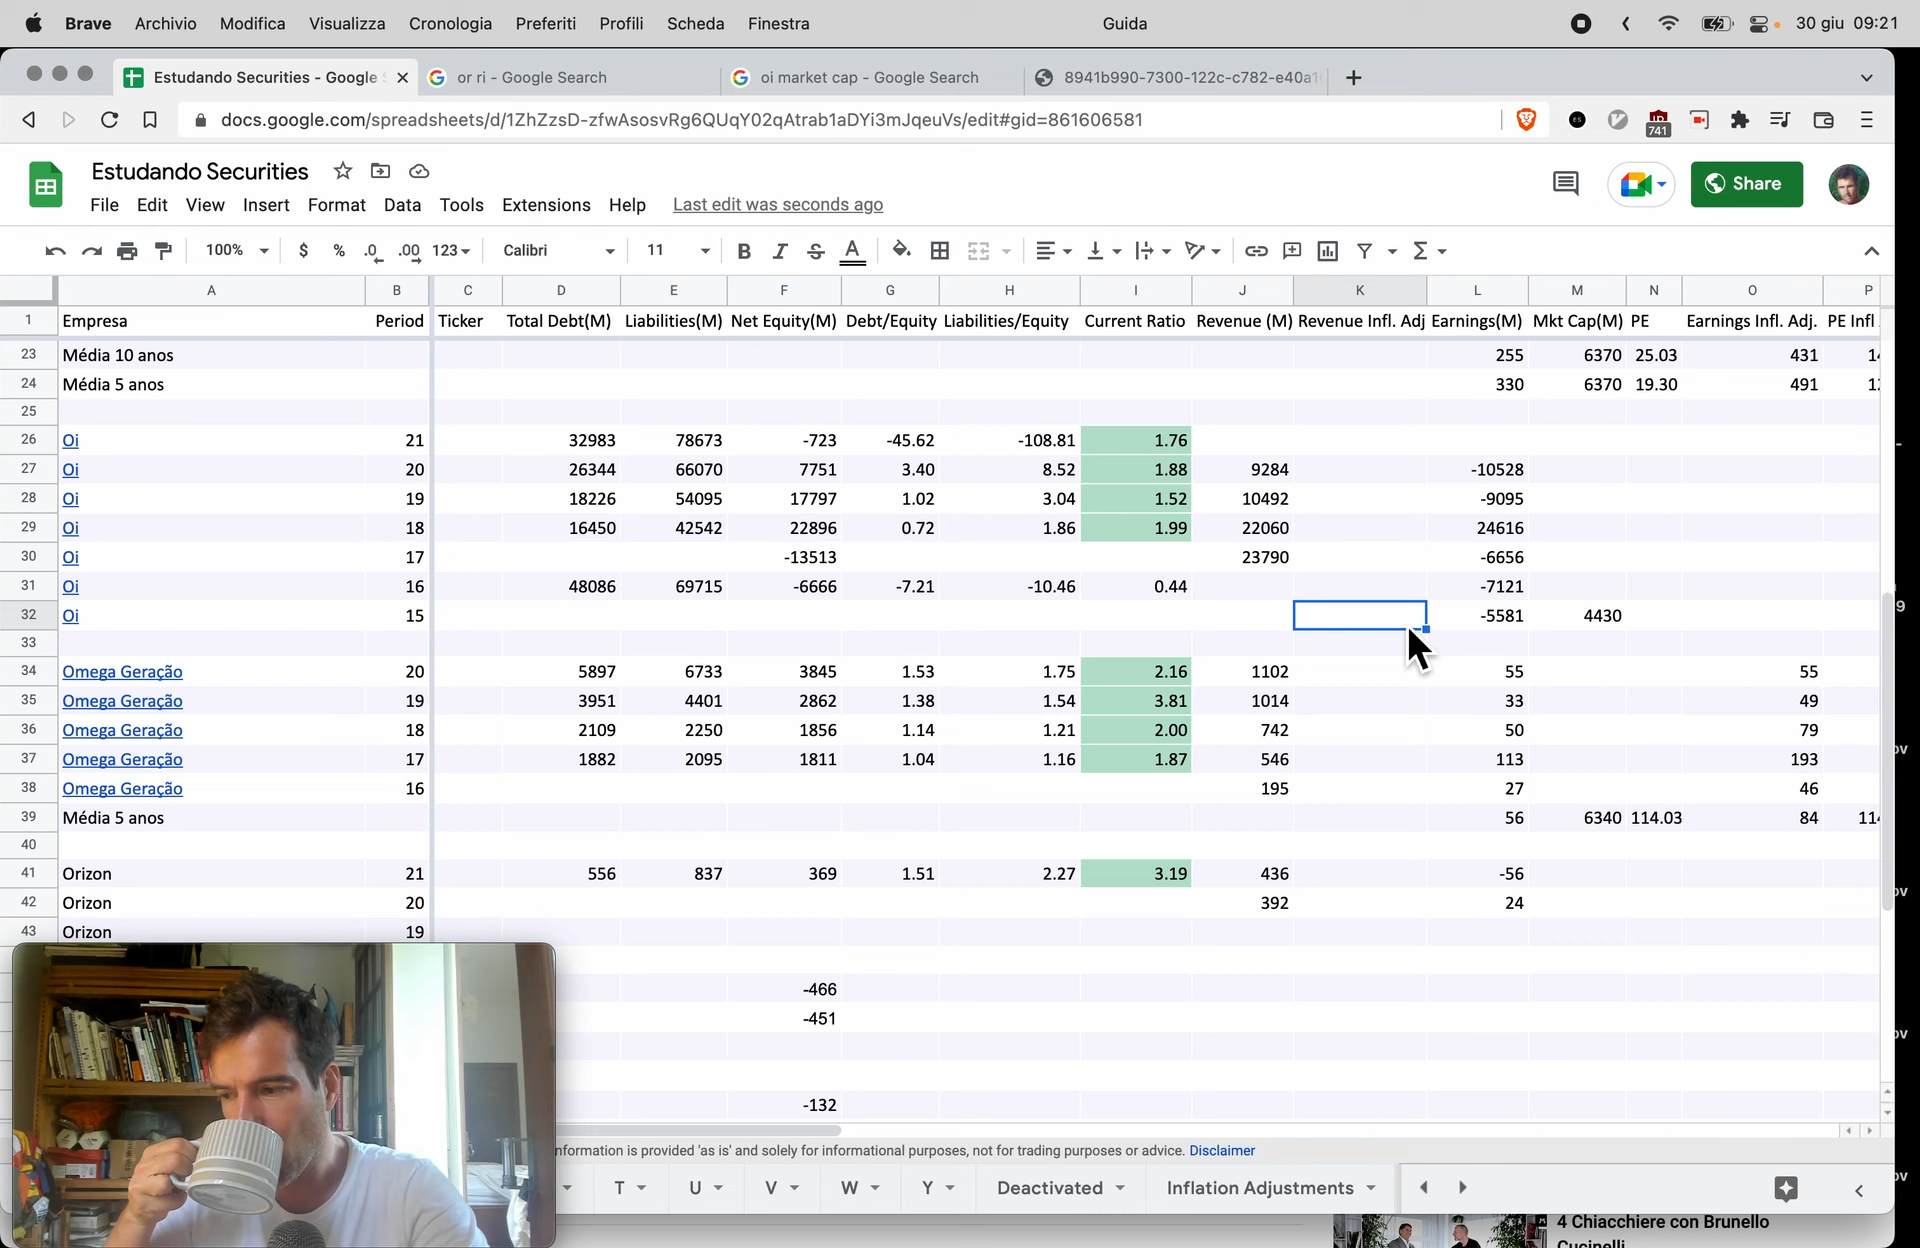 Brave Archivio Modifica Visualizza Cronologia Preferiti Profili Scheda Finestra Guida 30 giu 09:21
Estudando Securities - Google or ri - Google Search oi market cap - Google Search 8941b990-7300-122c-c782-e40a1
docs.google.com/spreadsheets/d/1ZhZzsD-zfwAsosvRg6QUqY02qAtrab1aDYi3mJqeuVs/edit#gid=861606581 741
Estudando Securities
Share
File Edit View Insert Format Data Tools Extensions Help Last edit was seconds ago
100% $ % .0 .00 123 Calibri 11 B I S A
A B C D E F G H I J K L M N O P
1 Empresa Period Ticker Total Debt(M) Liabilities(M) Net Equity(M) Debt/Equity Liabilities/Equity Current Ratio Revenue (M) Revenue Infl. Adj Earnings(M) Mkt Cap(M) PE Earnings Infl. Adj. PE Infl
23 Média 10 anos 255 6370 25.03 431
24 Média 5 anos 330 6370 19.30 491
25
26 Oi 21 32983 78673 -723 -45.62 -108.81 1.76
27 Oi 20 26344 66070 7751 3.40 8.52 1.88 9284 -10528
28 Oi 19 18226 54095 17797 1.02 3.04 1.52 10492 -9095
29 Oi 18 16450 42542 22896 0.72 1.86 1.99 22060 24616
30 Oi 17 -13513 23790 -6656
31 Oi 16 48086 69715 -6666 -7.21 -10.46 0.44 -7121
32 Oi 15 -5581 4430
33
34 Omega Geração 20 5897 6733 3845 1.53 1.75 2.16 1102 55 55
35 Omega Geração 19 3951 4401 2862 1.38 1.54 3.81 1014 33 49
36 Omega Geração 18 2109 2250 1856 1.14 1.21 2.00 742 50 79
37 Omega Geração 17 1882 2095 1811 1.04 1.16 1.87 546 113 193
38 Omega Geração 16 195 27 46
39 Média 5 anos 56 6340 114.03 84
40
41 Orizon 21 556 837 369 1.51 2.27 3.19 436 -56
42 Orizon 20 392 24
43 Orizon 19
-466
-451
-132
nformation is provided 'as is' and solely for informational purposes, not for trading purposes or advice. Disclaimer
T U V W Y Deactivated Inflation Adjustments
4 Chiacchiere con Brunello
Cucinelli